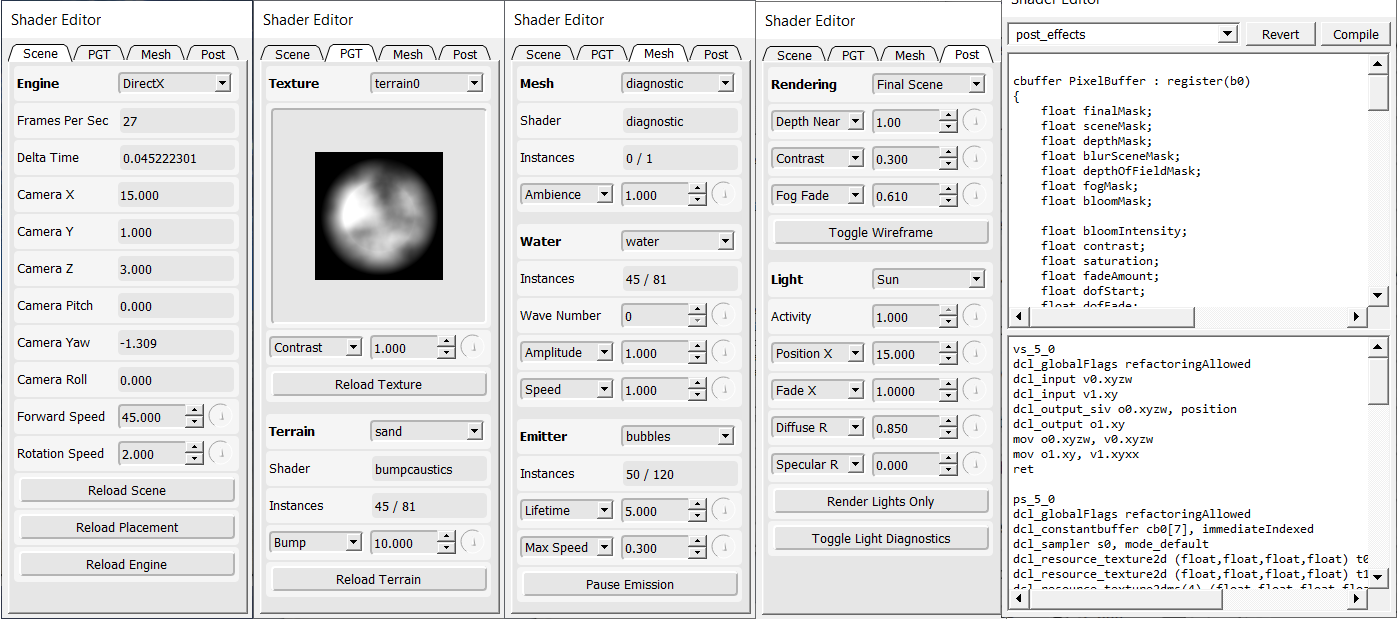 Shader Editor
Scene PGT Mesh Post
Engine DirectX
Frames Per Sec 27
Delta Time 0.045222301
Camera X 15.000
Camera Y 1.000
Camera Z 3.000
Camera Pitch 0.000
Camera Yaw -1.309
Camera Roll 0.000
Forward Speed 45.000
Rotation Speed 2.000
Reload Scene
Reload Placement
Reload Engine
Shader Editor
Scene PGT Mesh Post
Texture terrain0
Contrast 1.000
Reload Texture
Terrain sand
Shader bumpcaustics
Instances 45 / 81
Bump 10.000
Reload Terrain
Shader Editor
Scene PGT Mesh Post
Mesh diagnostic
Shader diagnostic
Instances 0 / 1
Ambience 1.000
Water water
Instances 45 / 81
Wave Number 0
Amplitude 1.000
Speed 1.000
Emitter bubbles
Instances 50 / 120
Lifetime 5.000
Max Speed 0.300
Pause Emission
Shader Editor
Scene PGT Mesh Post
Rendering Final Scene
Depth Near 1.00
Contrast 0.300
Fog Fade 0.610
Toggle Wireframe
Light Sun
Activity 1.000
Position X 15.000
Fade X 1.0000
Diffuse R 0.850
Specular R 0.000
Render Lights Only
Toggle Light Diagnostics
Shader Editor
post_effects Revert Compile
cbuffer PixelBuffer : register(b0)
{
float finalMask;
float sceneMask;
float depthMask;
float blurSceneMask;
float depthOfFieldMask;
float fogMask;
float bloomMask;
float bloomIntensity;
float contrast;
float saturation;
float fadeAmount;
float dofStart;
float dofFade;
vs_5_0
dcl_globalFlags refactoringAllowed
dcl_input v0.xyzw
dcl_input v1.xy
dcl_output_siv o0.xyzw, position
dcl_output o1.xy
mov o0.xyzw, v0.xyzw
mov o1.xy, v1.xyxx
ret
ps_5_0
dcl_globalFlags refactoringAllowed
dcl_constantbuffer cb0[7], immediateIndexed
dcl_sampler s0, mode_default
dcl_resource_texture2d (float,float,float,float) t0
dcl_resource_texture2d (float,float,float,float) t1
dcl_resource_texture2dms(4) (float,float,float,floa